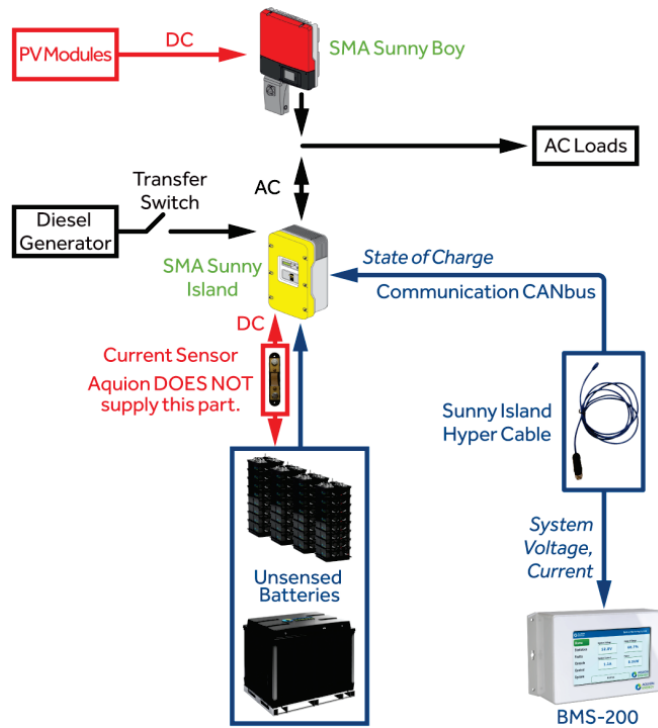 PV Modules
DC
SMA Sunny Boy
AC Loads
AC
Transfer
Switch
Diesel
Generator
SMA Sunny
Island
State of Charge
Communication CANbus
DC
Current Sensor
Aquion DOES NOT
supply this part.
Sunny Island
Hyper Cable
System
Voltage,
Current
Unsensed
Batteries
BMS-200